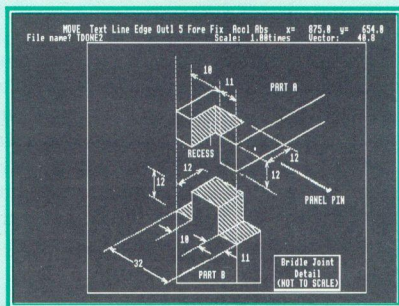 MOVE Text Line Edge Outl 5 Fore Fix Accl Abs x= 875.0 y= 654.0
File name? TDONE2 Scale: 1.00times Vector: 40.8
10
11
PART A
RECESS
12
12
12
12
PANEL PIN
10
11
32
PART B
Bridle Joint
Detail
(NOT TO SCALE)